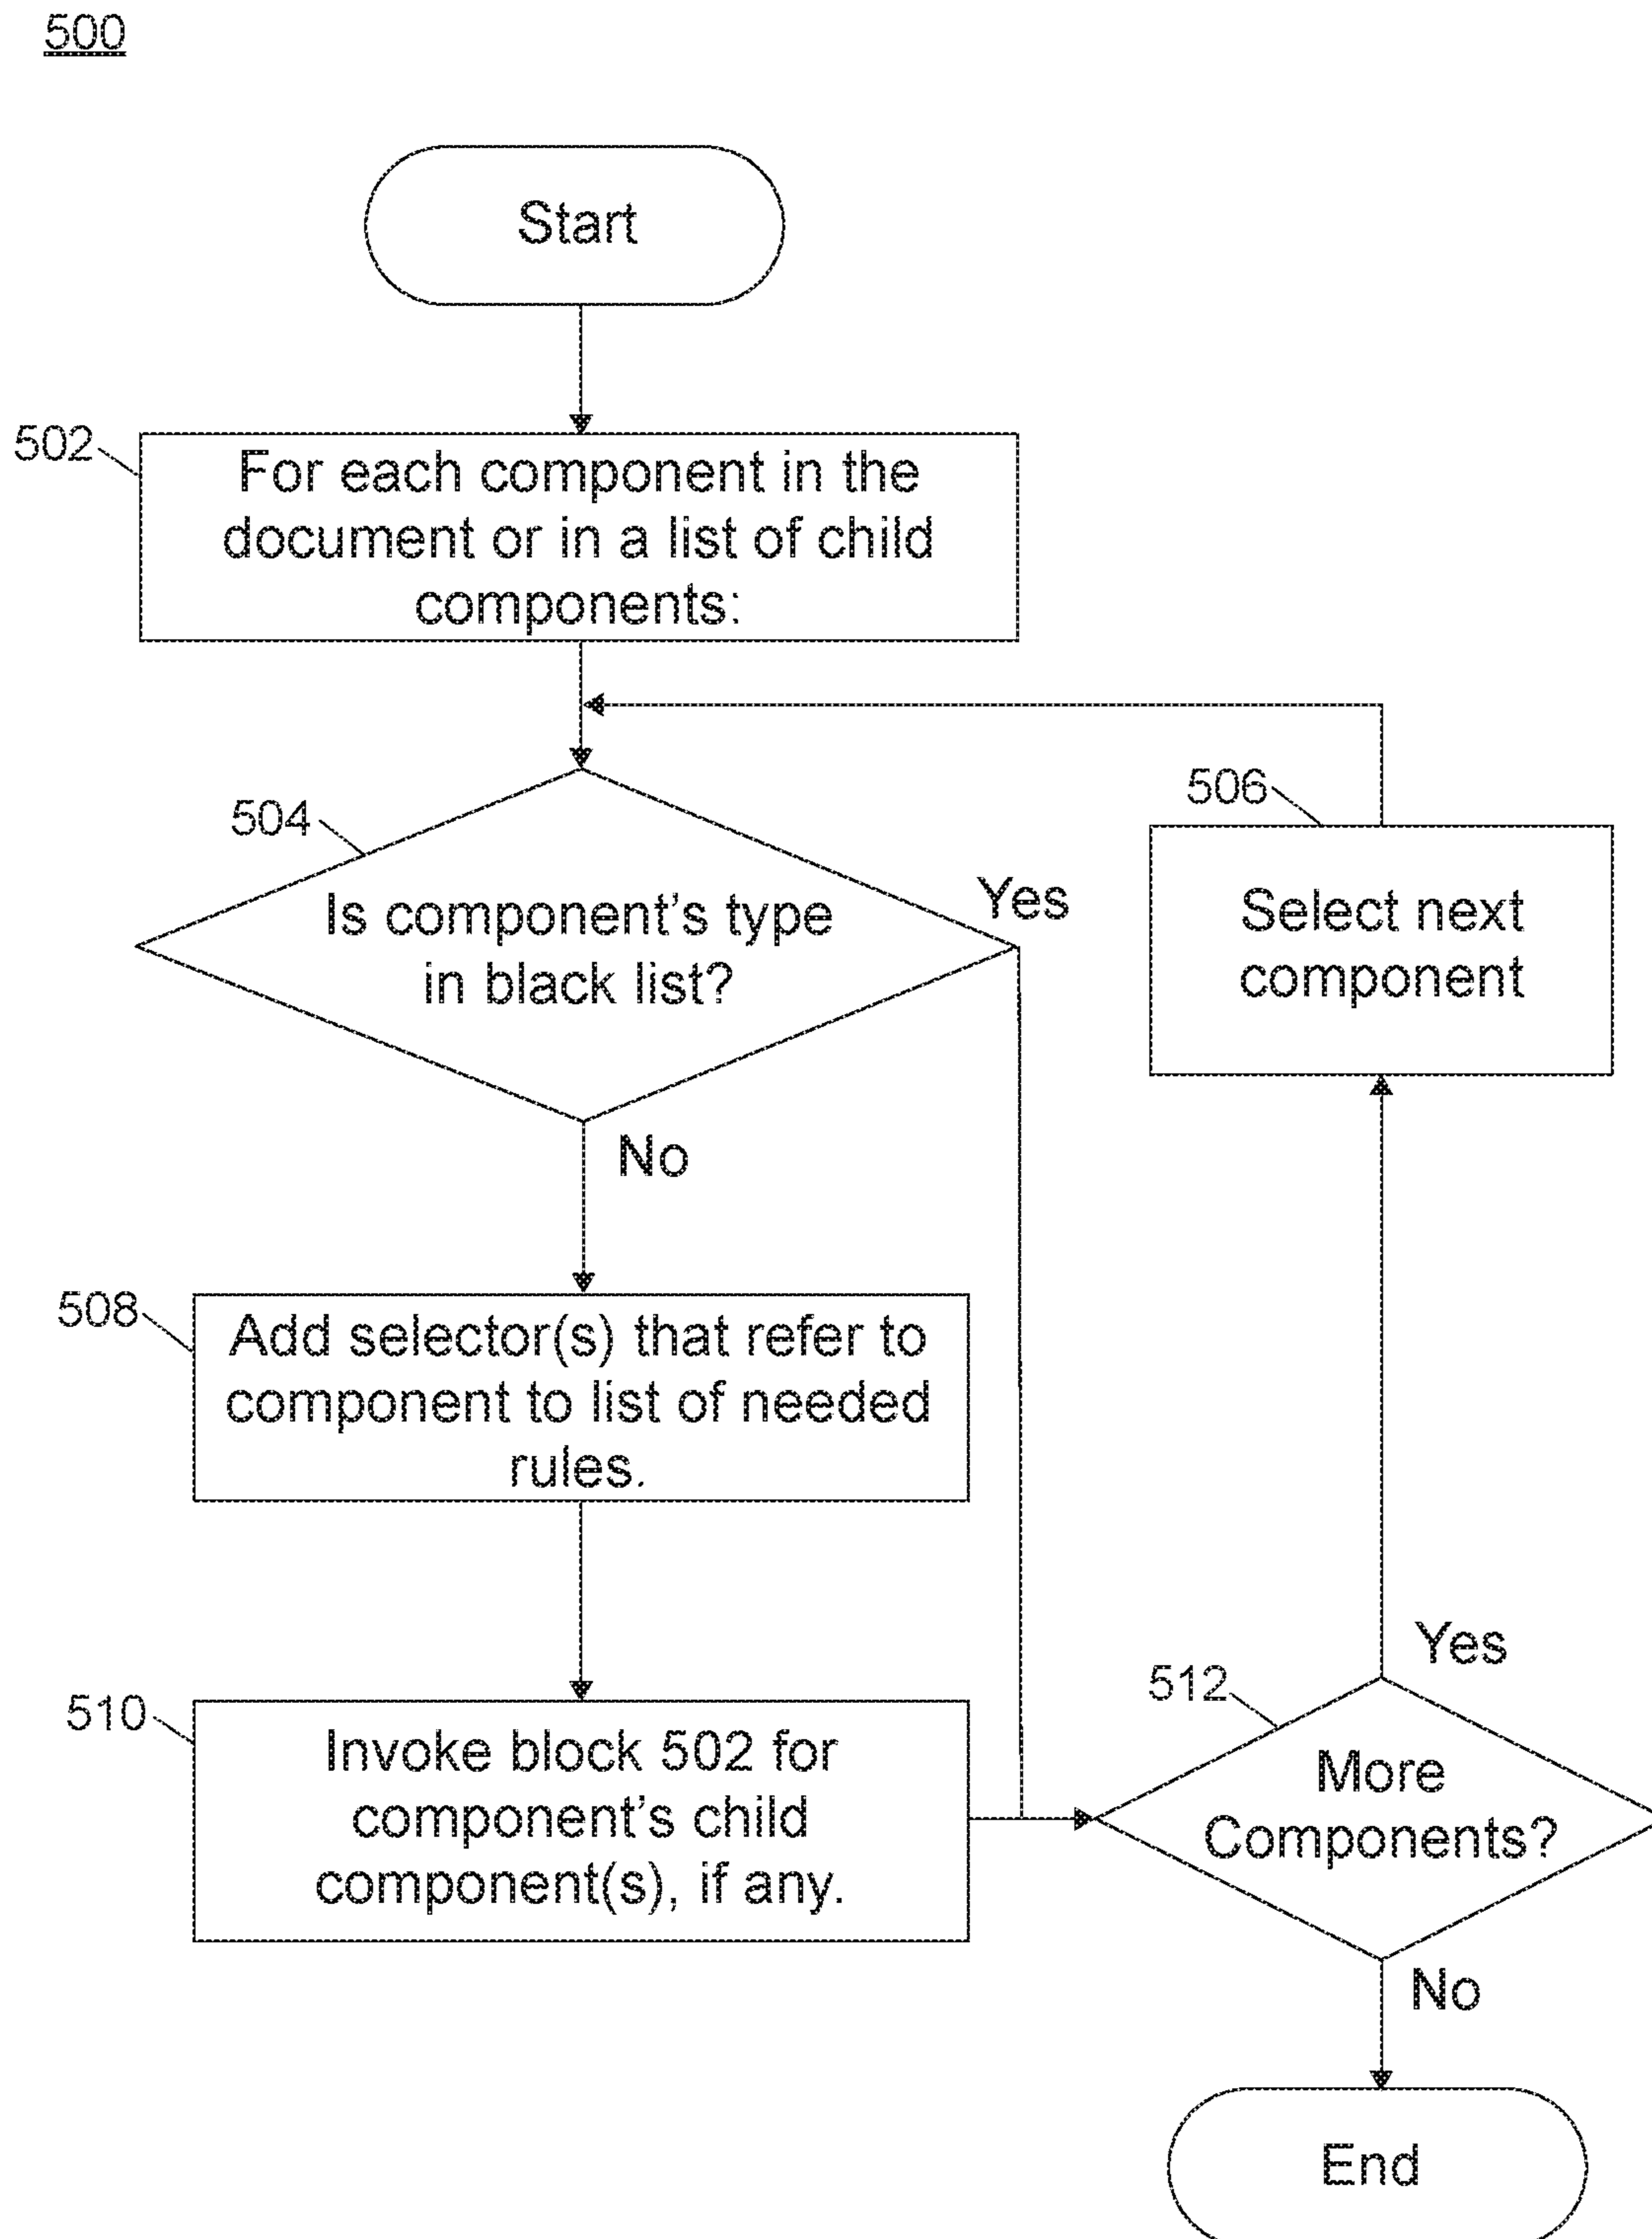 500
Start
502
For each component in the
document or in a list of child
components:
504
Is component's type
in black list?
Yes
No
506
Select next
component
508
Add selector(s) that refer to
component to list of needed
rules.
510
Invoke block 502 for
component's child
component(s), if any.
512
More
Components?
Yes
No
End